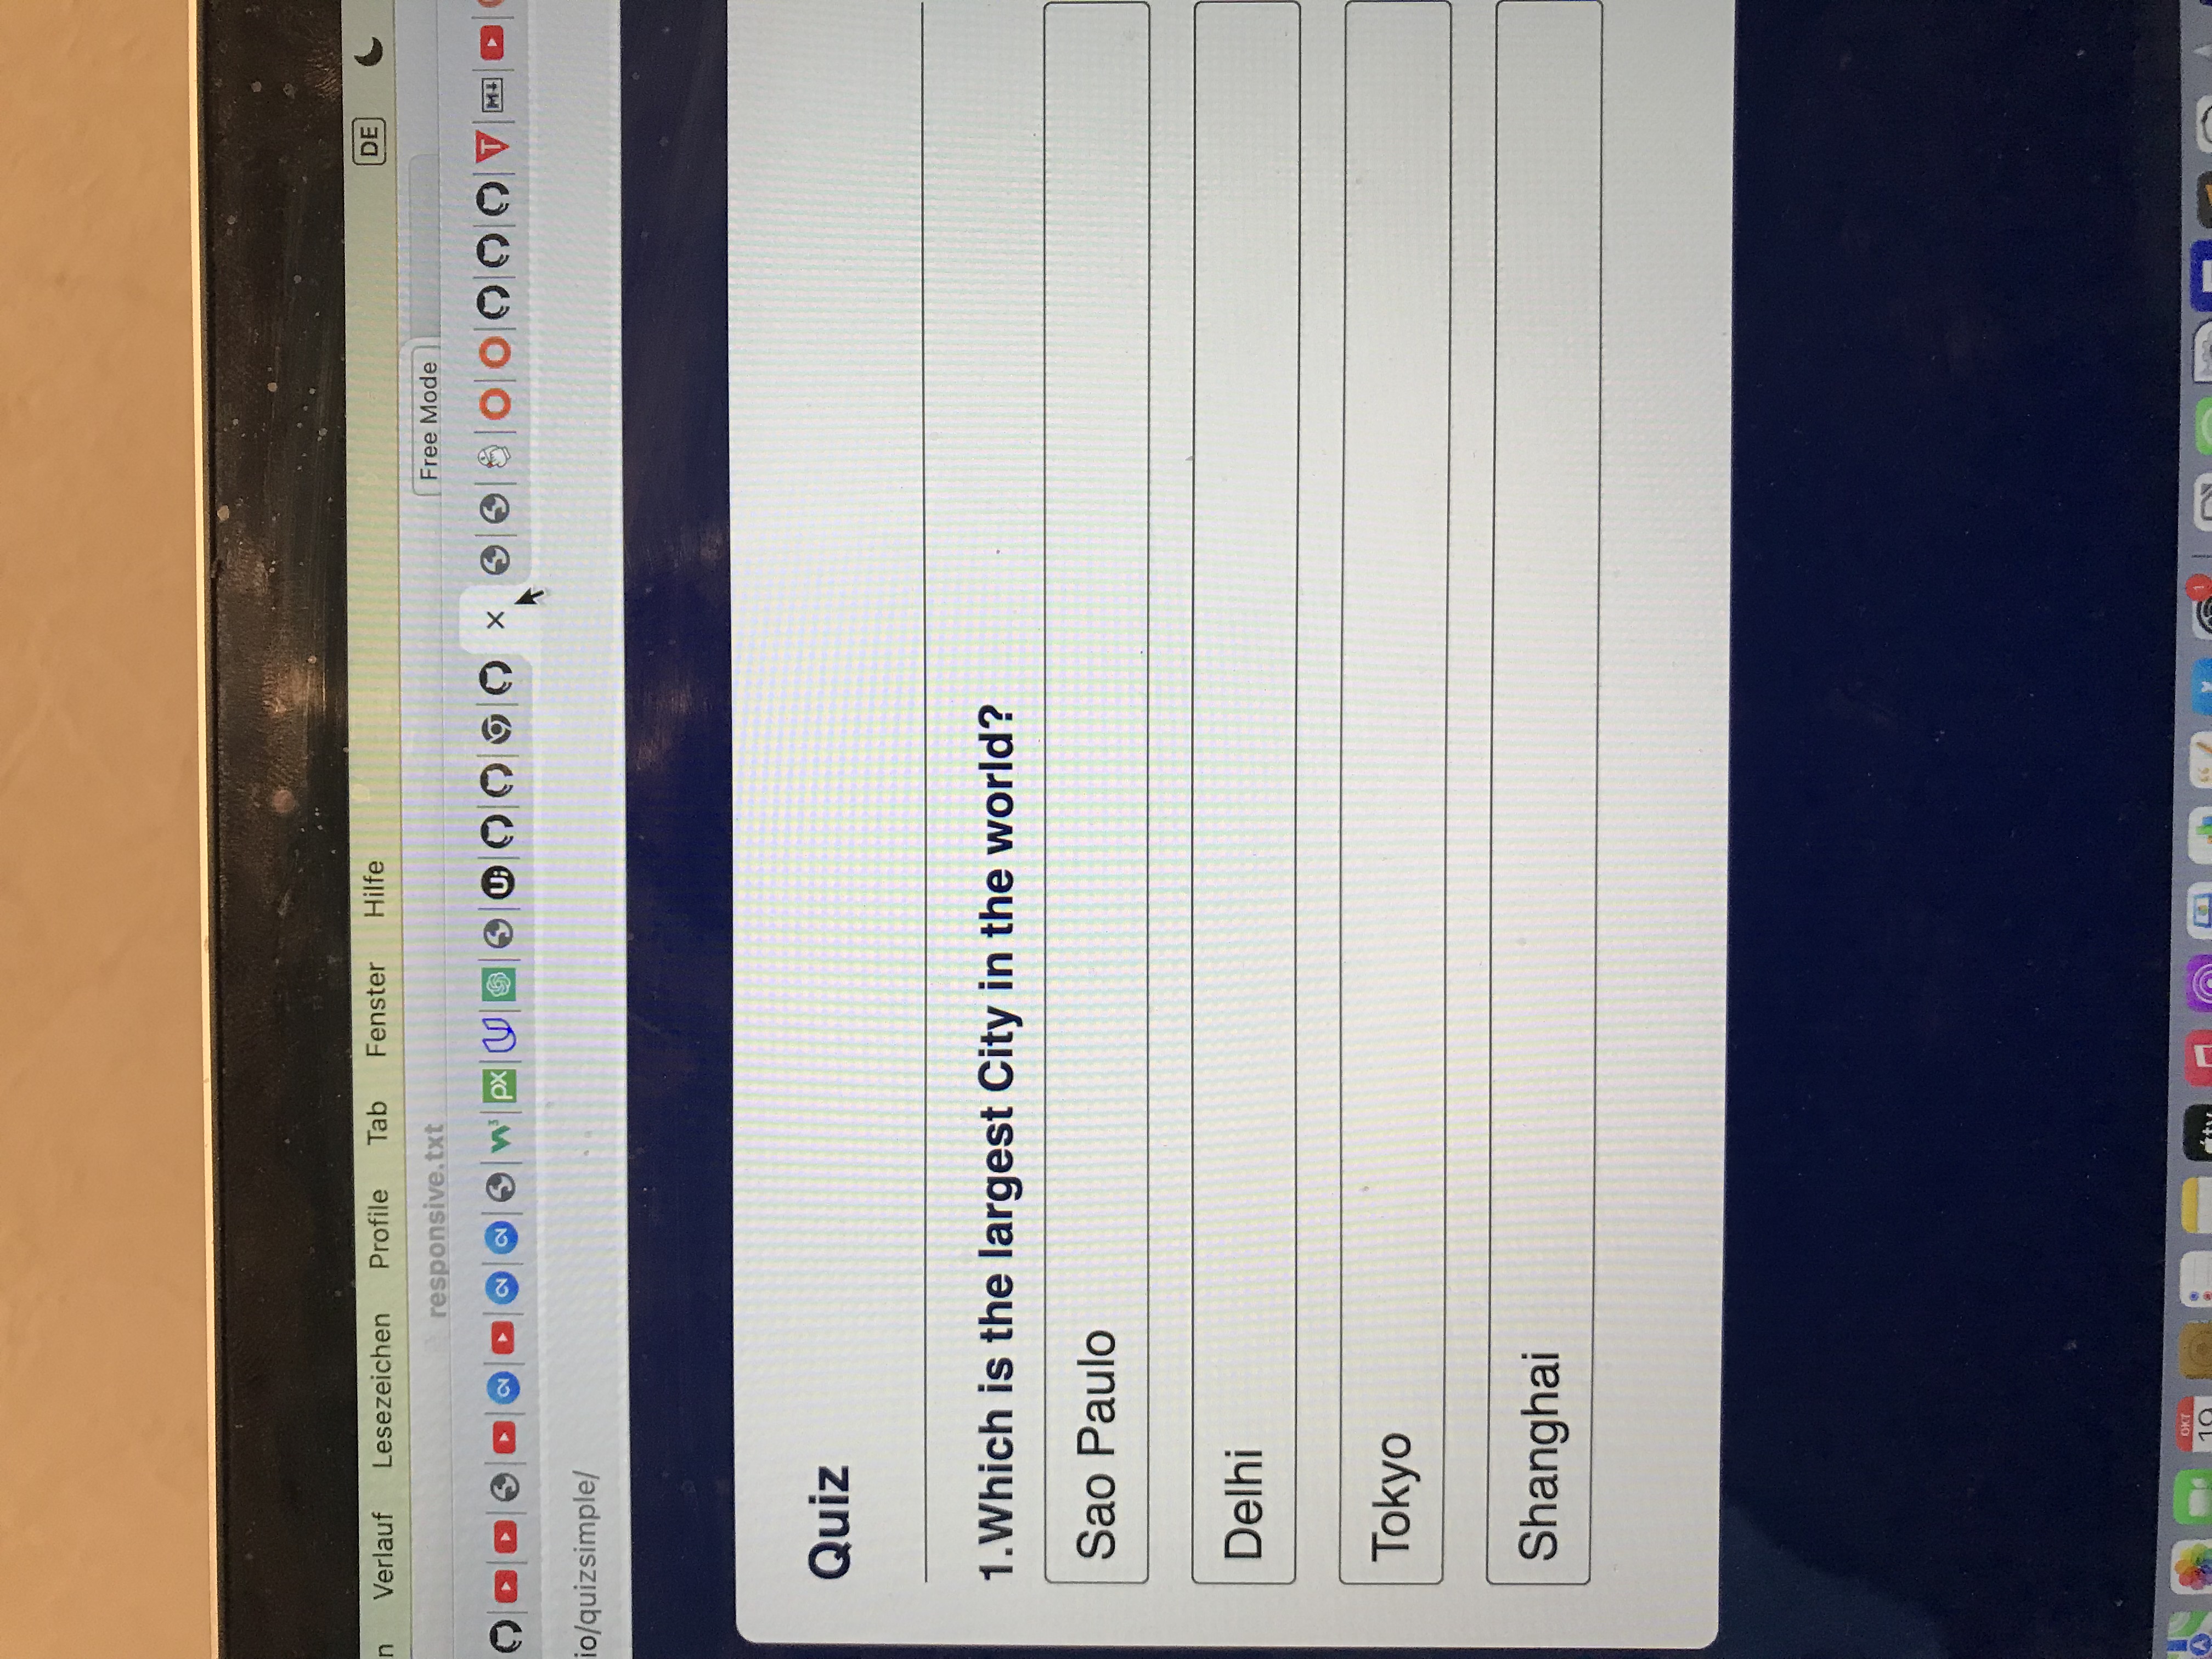 n Verlauf Lesezeichen Profile Tab Fenster Hilfe DE
responsive.txt Free Mode
io/quizsimple/
Quiz
1.Which is the largest City in the world?
Sao Paulo
Delhi
Tokyo
Shanghai
OKT
19
1